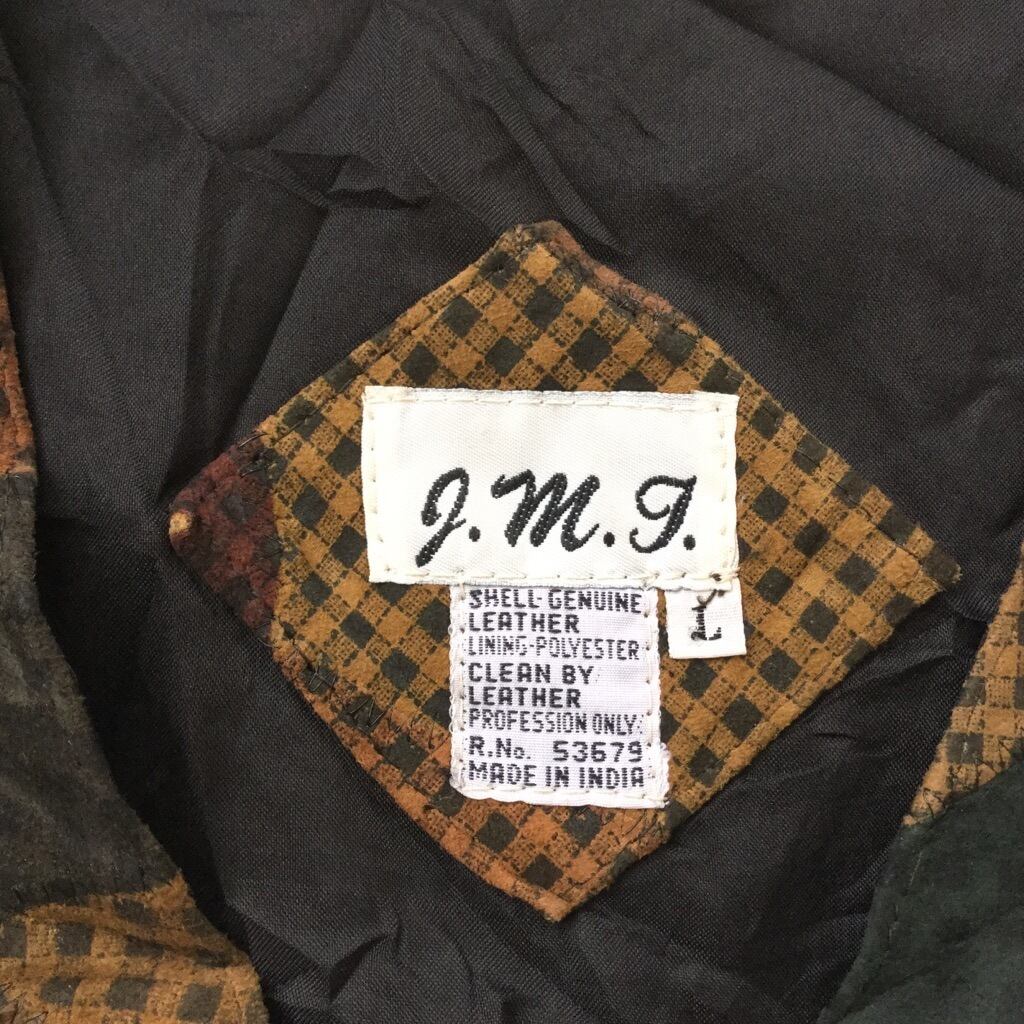 J.M.J.
SHELL-GENUINE
LEATHER
LINING-POLYESTER
CLEAN BY
LEATHER
PROFESSION ONLY.
R.No. 53679
MADE IN INDIA
L